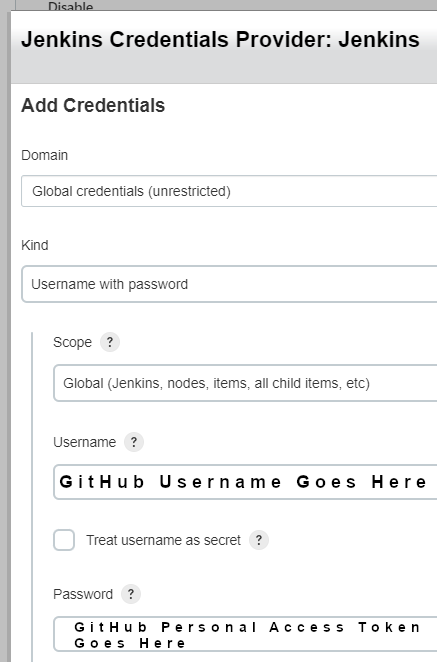 Disable
Jenkins Credentials Provider: Jenkins
Add Credentials
Domain
Global credentials (unrestricted)
Kind
Username with password
Scope ?
Global (Jenkins, nodes, items, all child items, etc)
Username ?
GitHub Username Goes Here
Treat username as secret ?
Password ?
GitHub Personal Access Token
Goes Here